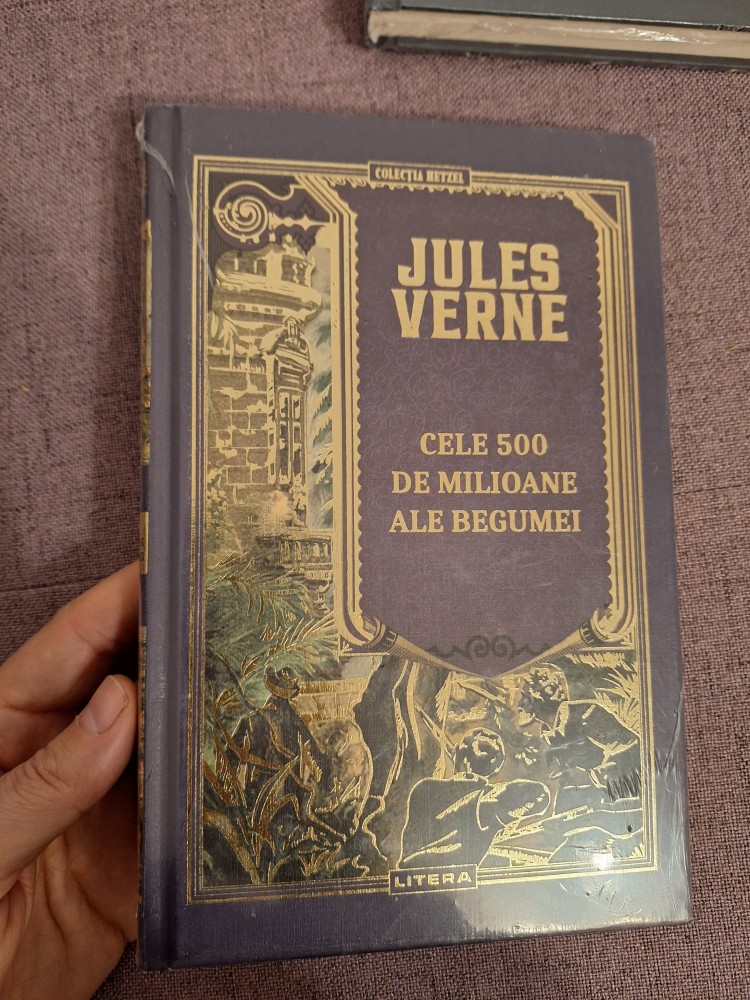 COLECȚIA HETZEL
JULES
VERNE
CELE 500
DE MILIOANE
ALE BEGUMEI
LITERA